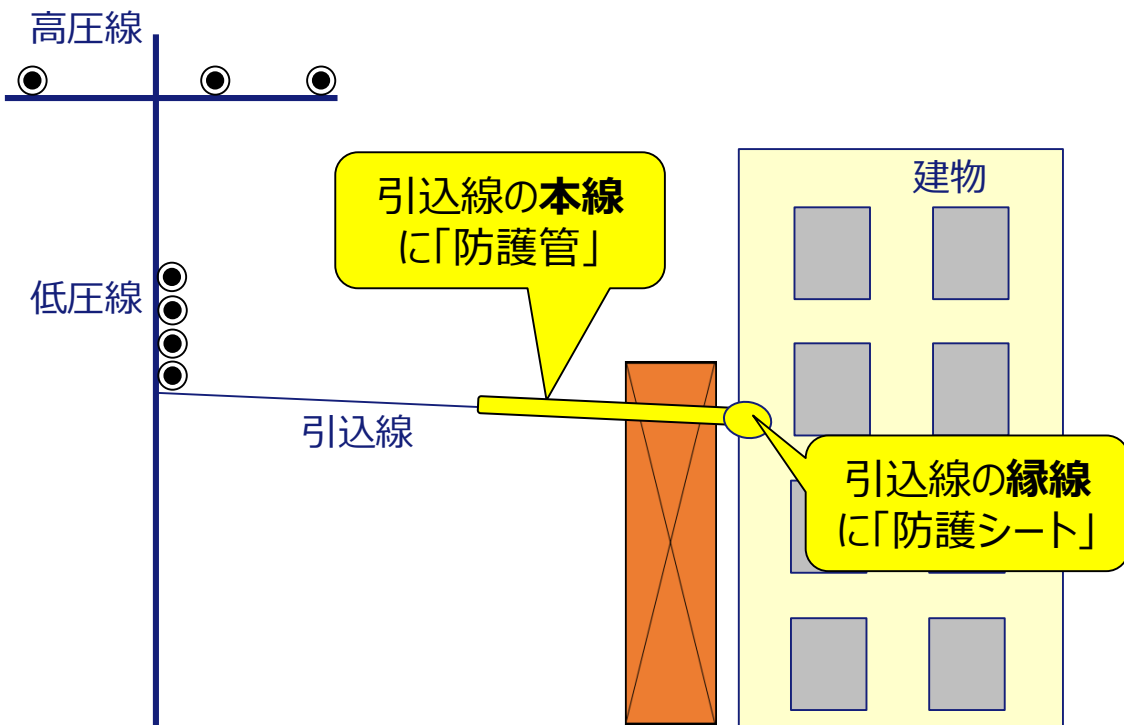 高圧線
建物
引込線の本線
に「防護管」
低圧線
引込線
引込線の縁線
に「防護シート」